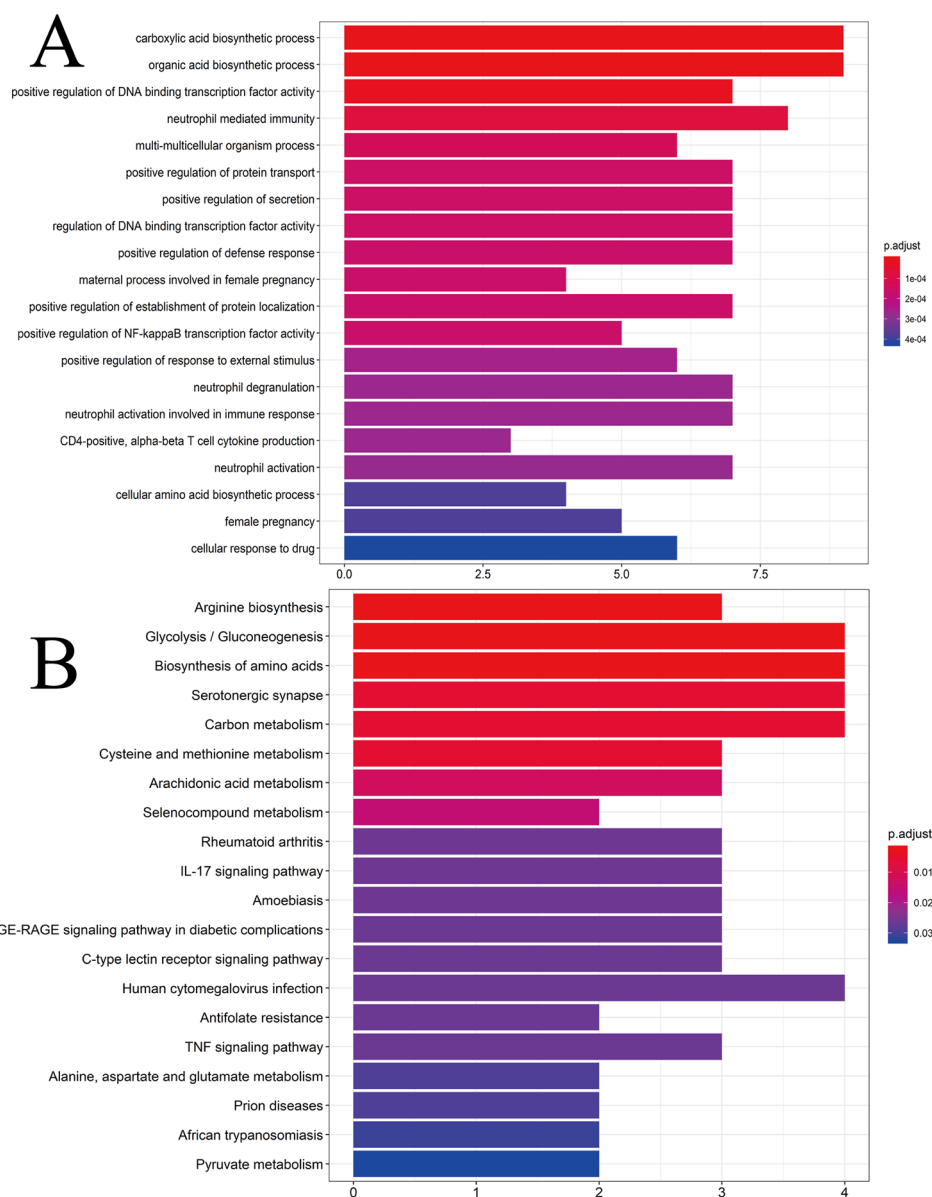 A
carboxylic acid biosynthetic process
organic acid biosynthetic process
positive regulation of DNA binding transcription factor activity
neutrophil mediated immunity
multi-multicellular organism process
positive regulation of protein transport
positive regulation of secretion
regulation of DNA binding transcription factor activity
positive regulation of defense response
maternal process involved in female pregnancy
positive regulation of establishment of protein localization
positive regulation of NF-kappaB transcription factor activity
positive regulation of response to external stimulus
neutrophil degranulation
neutrophil activation involved in immune response
CD4-positive, alpha-beta T cell cytokine production
neutrophil activation
cellular amino acid biosynthetic process
female pregnancy
cellular response to drug
0.0 2.5 5.0 7.5
p.adjust
1e-04
2e-04
3e-04
4e-04
B
Arginine biosynthesis
Glycolysis / Gluconeogenesis
Biosynthesis of amino acids
Serotonergic synapse
Carbon metabolism
Cysteine and methionine metabolism
Arachidonic acid metabolism
Selenocompound metabolism
Rheumatoid arthritis
IL-17 signaling pathway
Amoebiasis
GE-RAGE signaling pathway in diabetic complications
C-type lectin receptor signaling pathway
Human cytomegalovirus infection
Antifolate resistance
TNF signaling pathway
Alanine, aspartate and glutamate metabolism
Prion diseases
African trypanosomiasis
Pyruvate metabolism
0 1 2 3 4
p.adjust
0.01
0.02
0.03